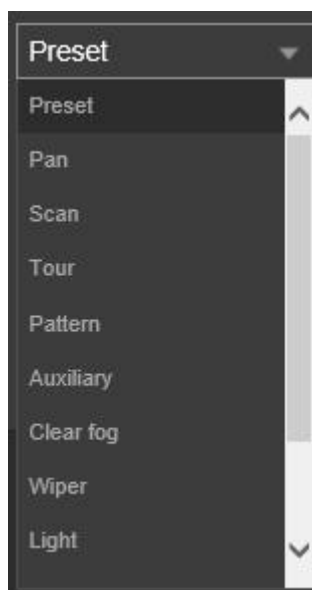 Preset
Preset
Pan
Scan
Tour
Pattern
Auxiliary
Clear fog
Wiper
Light